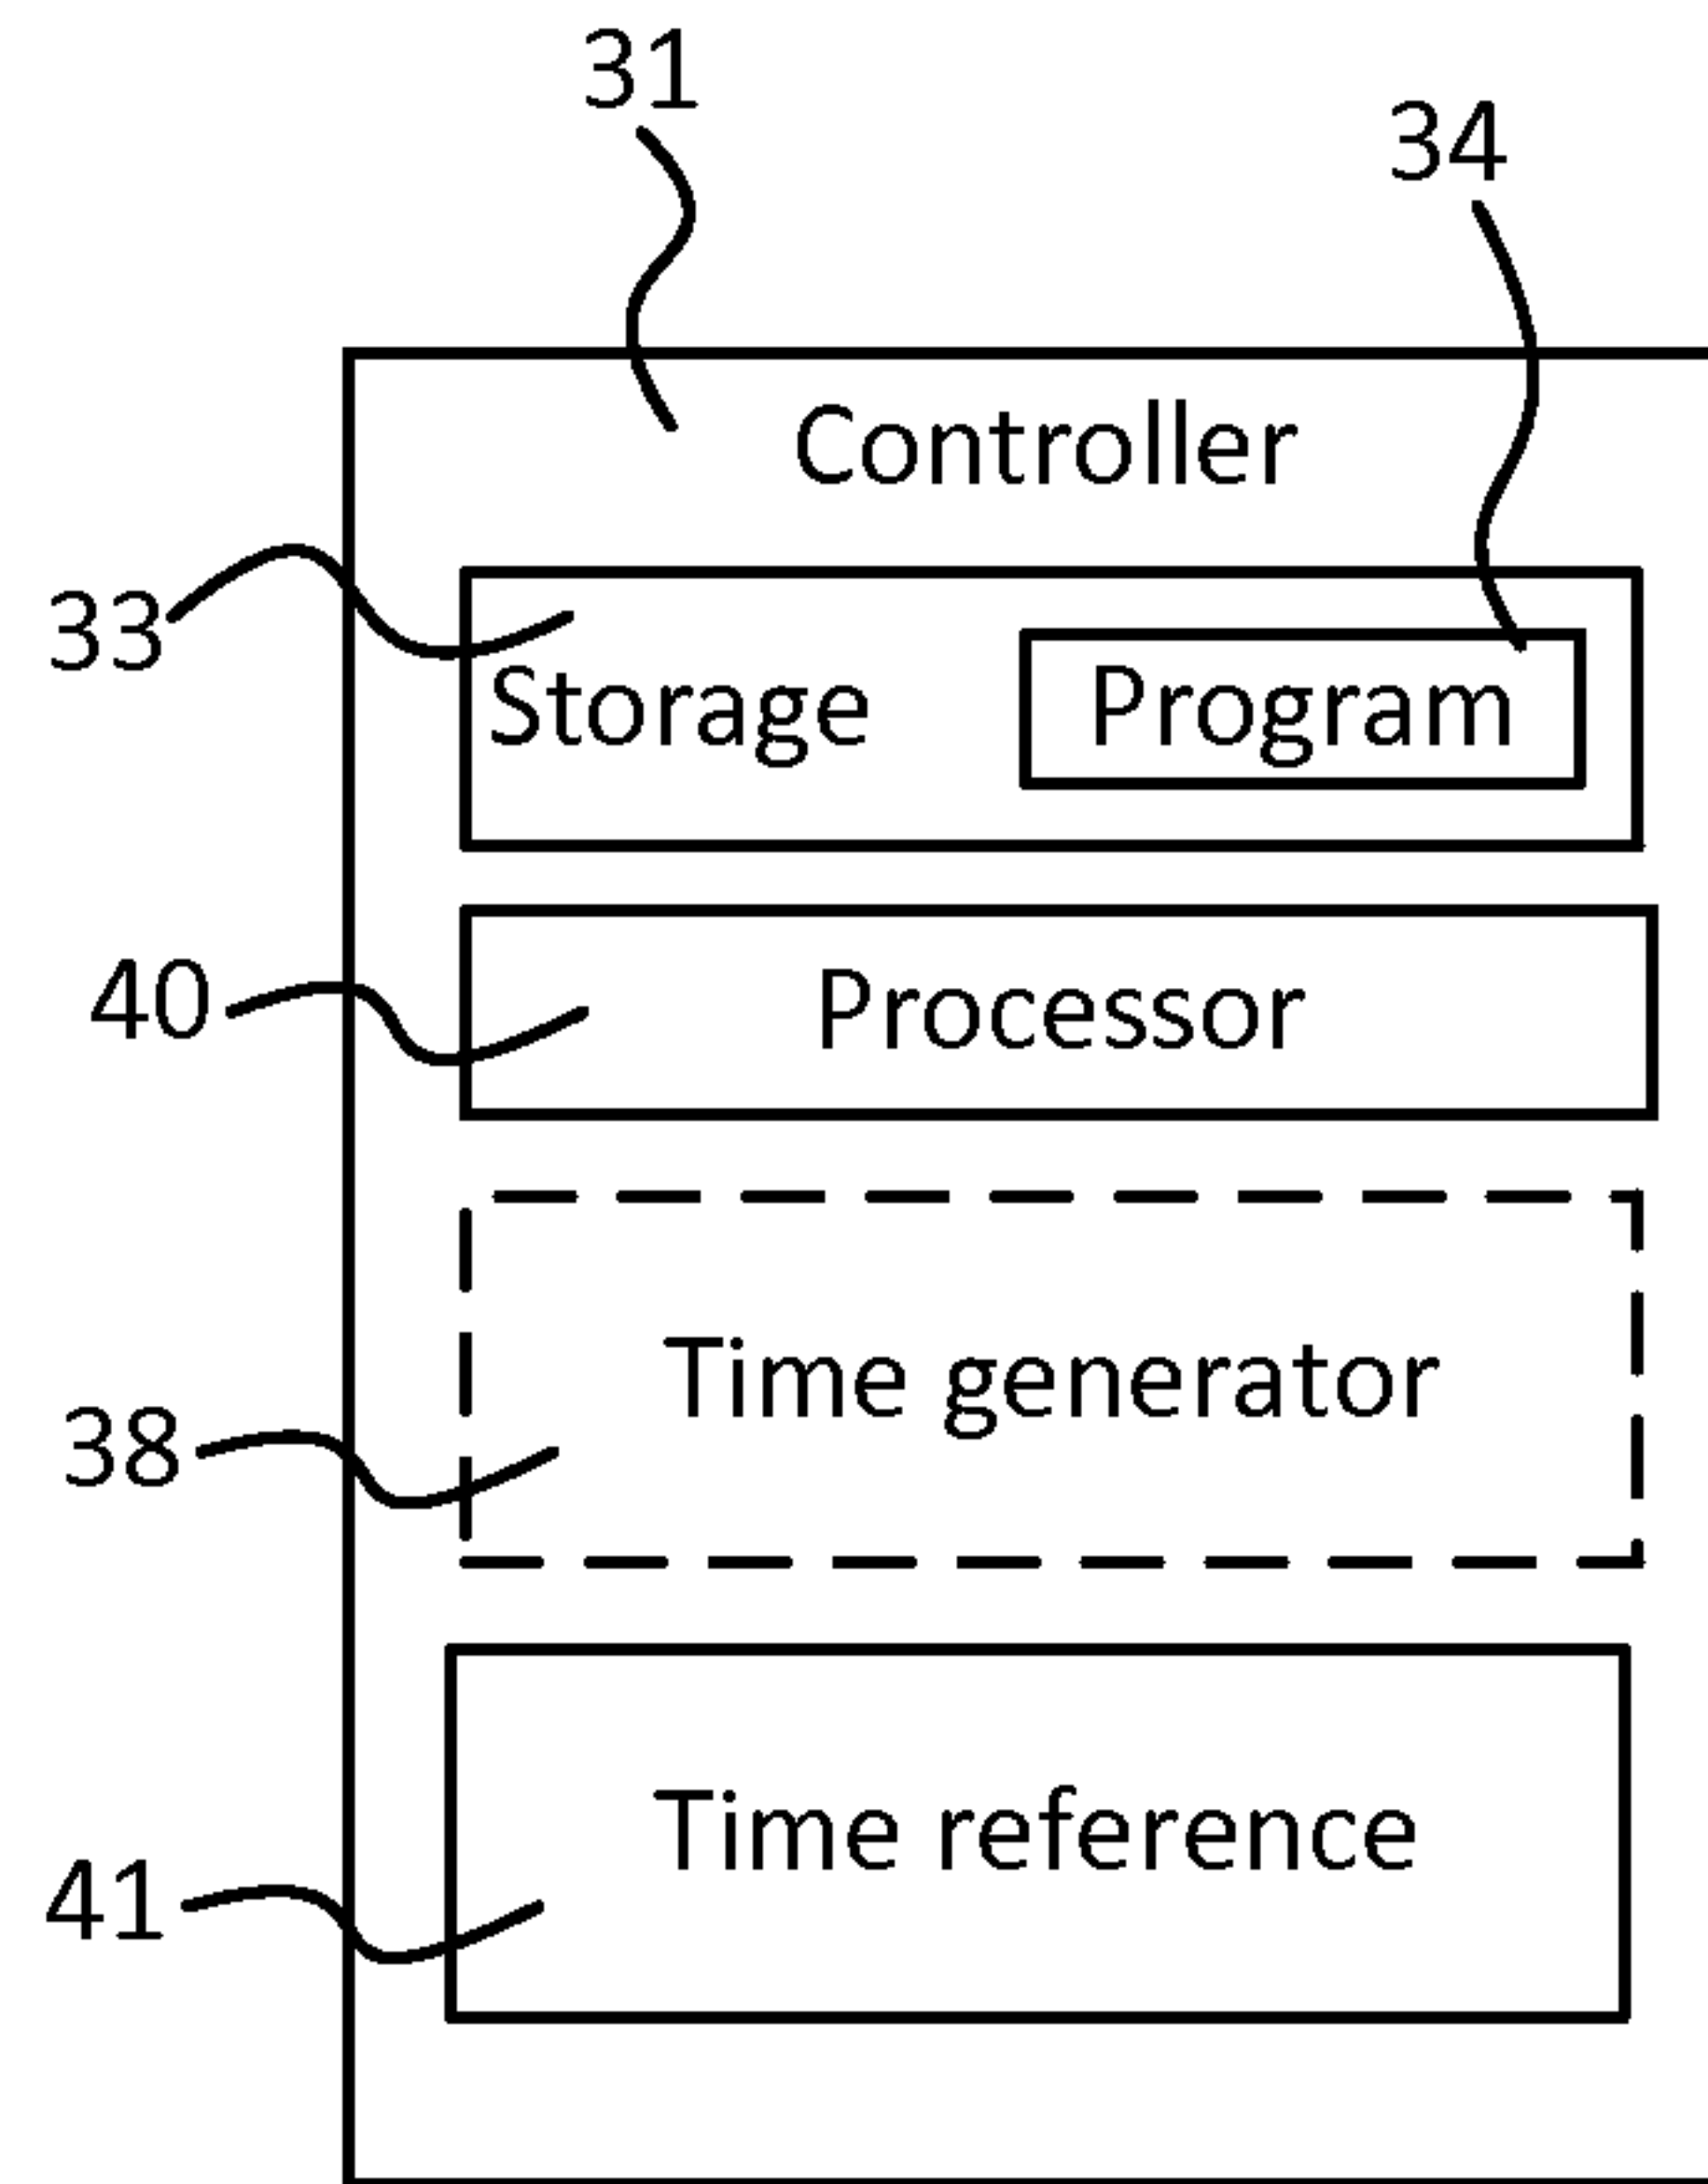 31
34
Controller
33
Storage Program
40
Processor
Time generator
38
Time reference
41